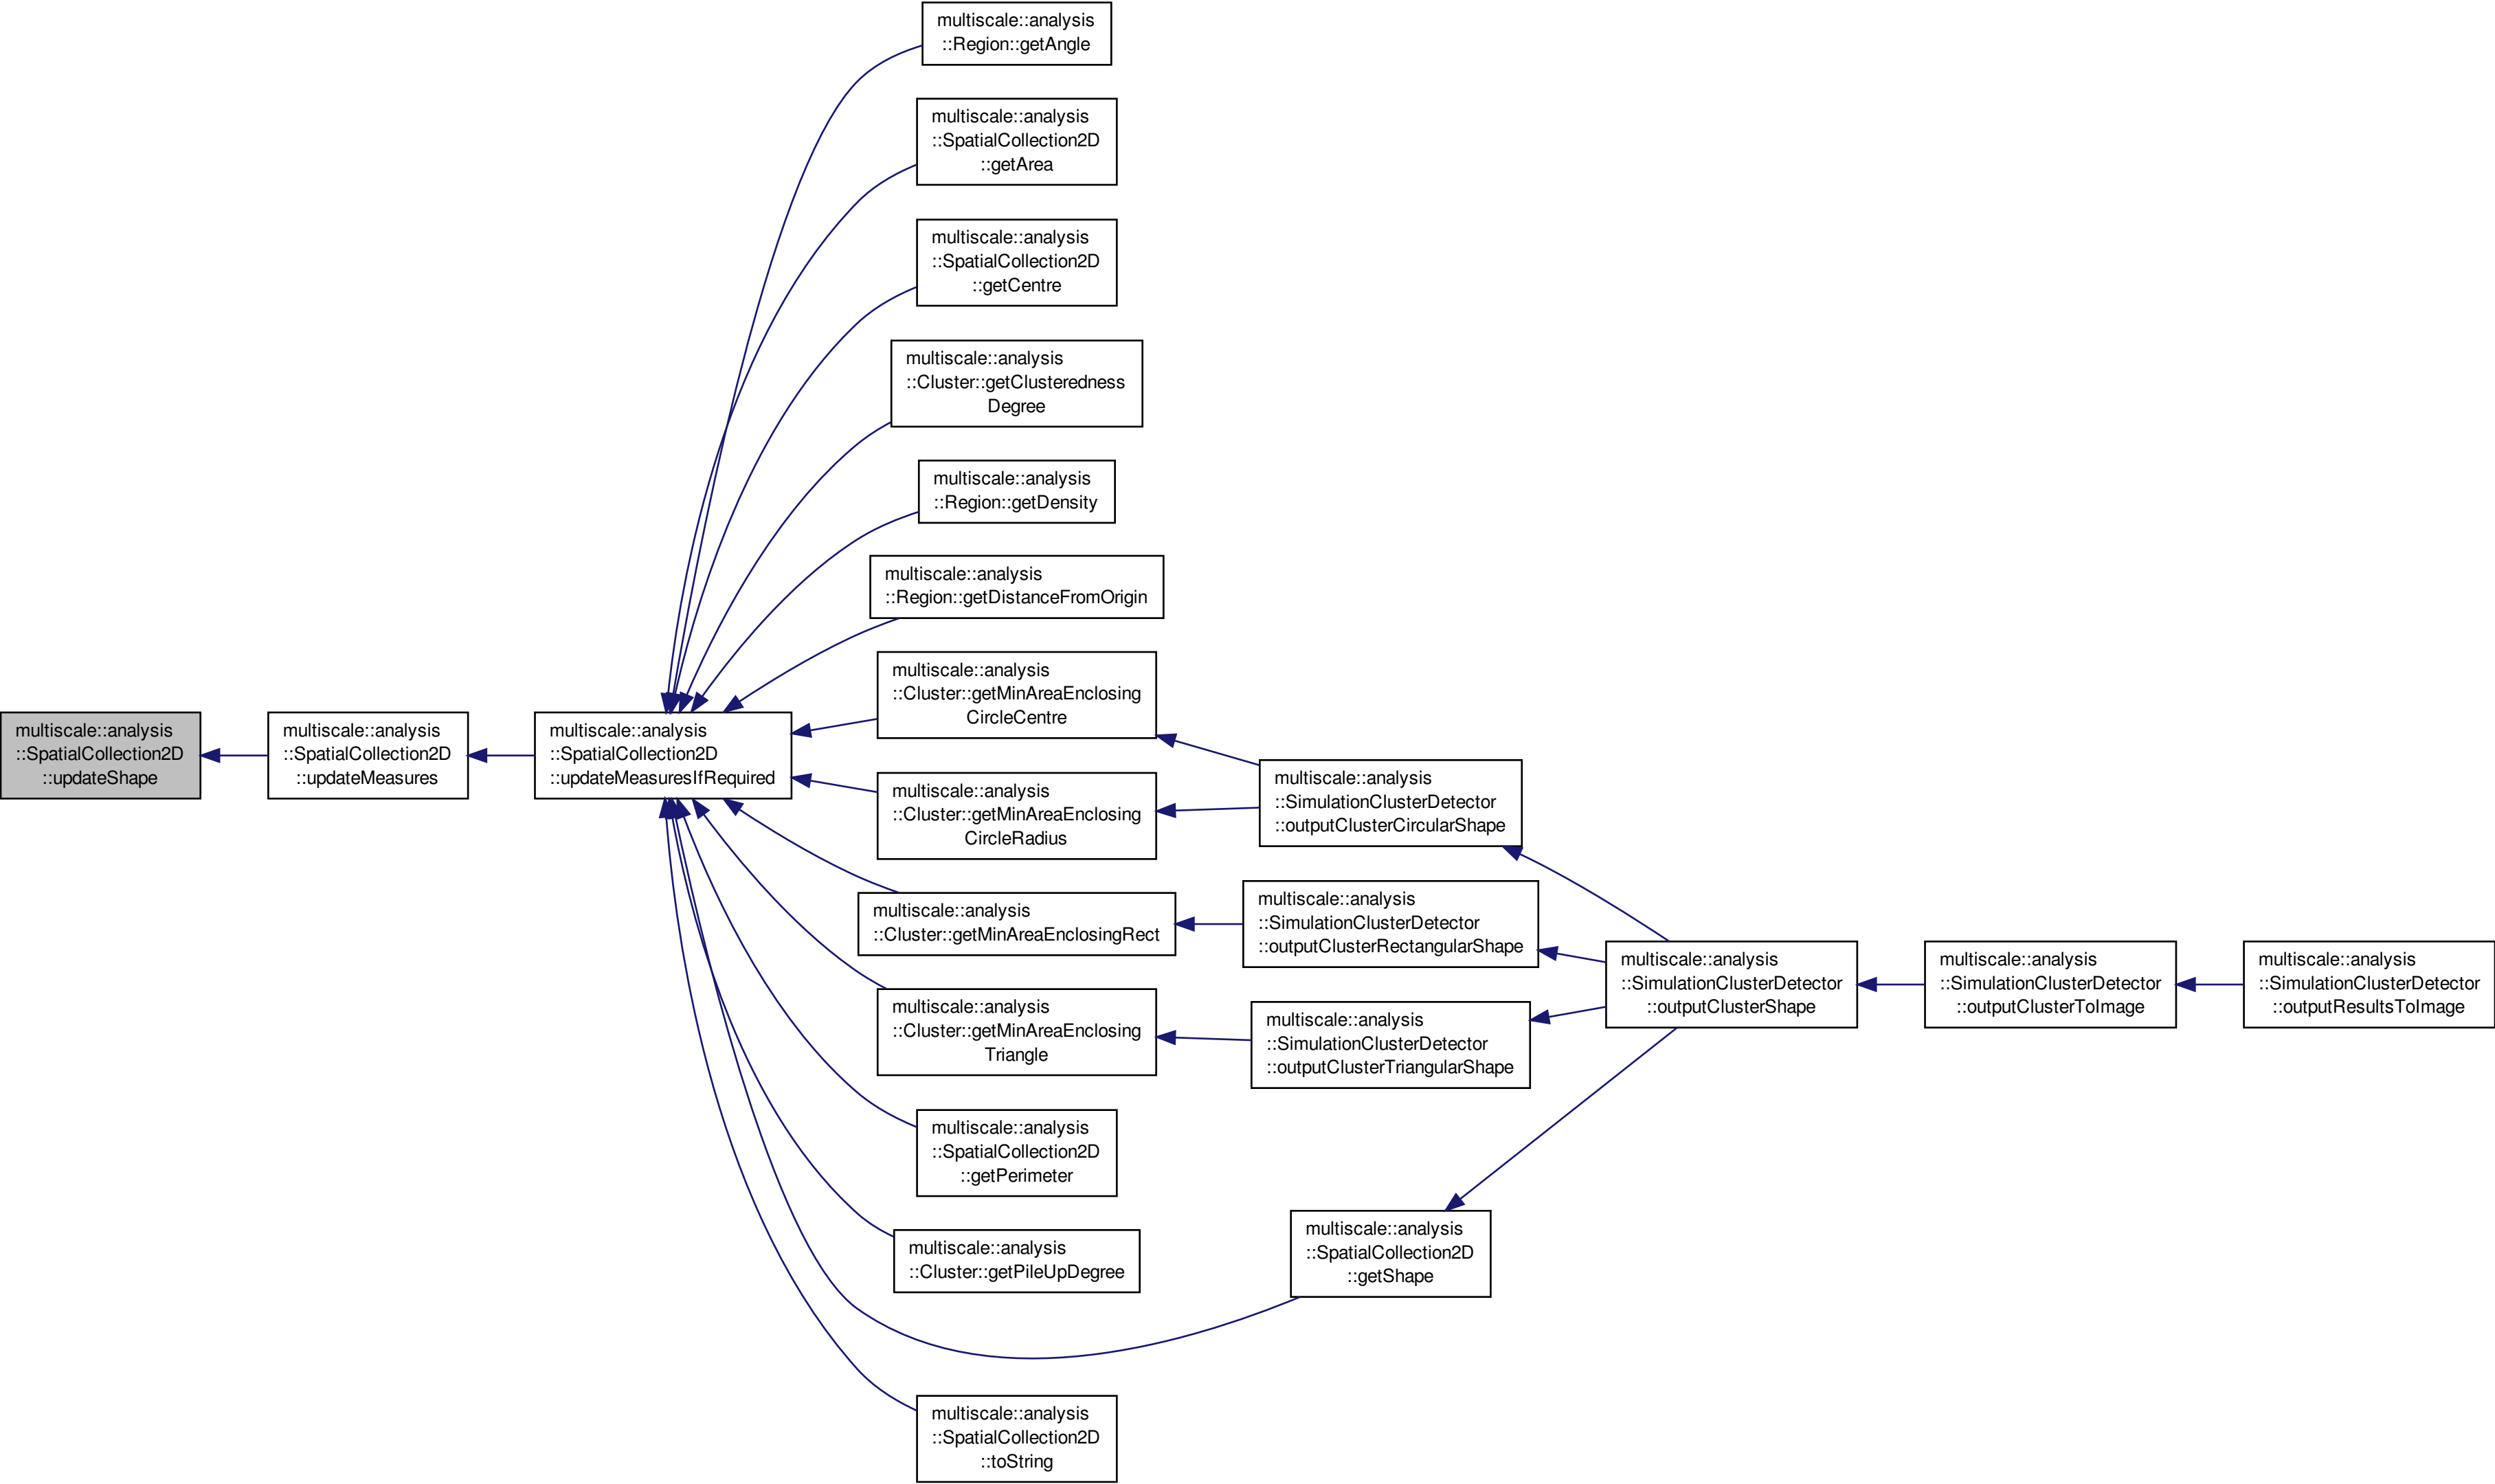 multiscale::analysis
::Region::getAngle
multiscale::analysis
::SpatialCollection2D
::getArea
multiscale::analysis
::SpatialCollection2D
::getCentre
multiscale::analysis
::Cluster::getClusteredness
Degree
multiscale::analysis
::Region::getDensity
multiscale::analysis
::Region::getDistanceFromOrigin
multiscale::analysis
::SpatialCollection2D
::updateShape
multiscale::analysis
::SpatialCollection2D
::updateMeasures
multiscale::analysis
::SpatialCollection2D
::updateMeasuresIfRequired
multiscale::analysis
::Cluster::getMinAreaEnclosing
CircleCentre
multiscale::analysis
::Cluster::getMinAreaEnclosing
CircleRadius
multiscale::analysis
::SimulationClusterDetector
::outputClusterCircularShape
multiscale::analysis
::Cluster::getMinAreaEnclosingRect
multiscale::analysis
::SimulationClusterDetector
::outputClusterRectangularShape
multiscale::analysis
::Cluster::getMinAreaEnclosing
Triangle
multiscale::analysis
::SimulationClusterDetector
::outputClusterTriangularShape
multiscale::analysis
::SimulationClusterDetector
::outputClusterShape
multiscale::analysis
::SimulationClusterDetector
::outputClusterToImage
multiscale::analysis
::SimulationClusterDetector
::outputResultsToImage
multiscale::analysis
::SpatialCollection2D
::getPerimeter
multiscale::analysis
::Cluster::getPileUpDegree
multiscale::analysis
::SpatialCollection2D
::getShape
multiscale::analysis
::SpatialCollection2D
::toString